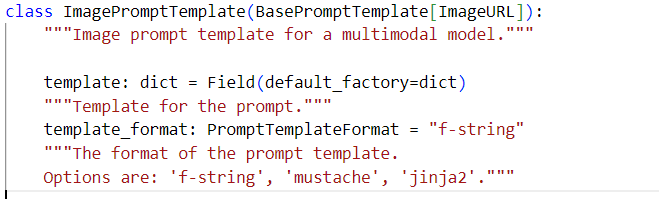 class ImagePromptTemplate(BasePromptTemplate[ImageURL]):
    """Image prompt template for a multimodal model."""

    template: dict = Field(default_factory=dict)
    """Template for the prompt."""
    template_format: PromptTemplateFormat = "f-string"
    """The format of the prompt template.
    Options are: 'f-string', 'mustache', 'jinja2'."""